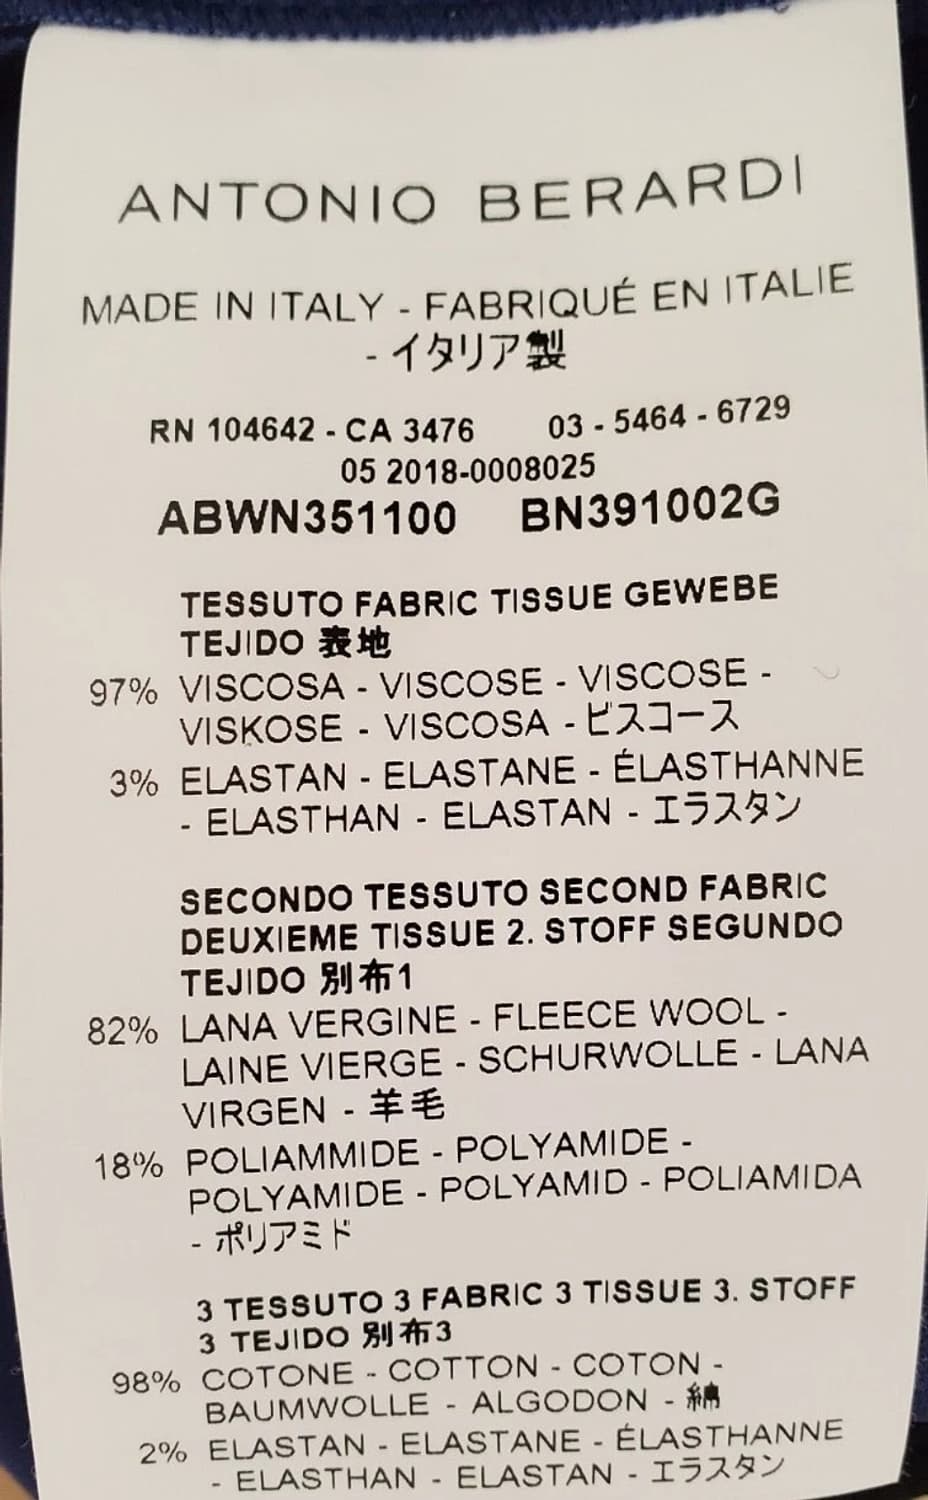 ANTONIO BERARDI
MADE IN ITALY - FABRIQUÉ EN ITALIE
- イタリア製
RN 104642 - CA 3476 03 - 5464 - 6729
05 2018-0008025
ABWN351100 BN391002G
TESSUTO FABRIC TISSUE GEWEBE
TEJIDO 表地
97% VISCOSA - VISCOSE - VISCOSE -
VISKOSE - VISCOSA - ビスコース
3% ELASTAN - ELASTANE - ÉLASTHANNE
- ELASTHAN - ELASTAN - エラスタン
SECONDO TESSUTO SECOND FABRIC
DEUXIEME TISSUE 2. STOFF SEGUNDO
TEJIDO 別布1
82% LANA VERGINE - FLEECE WOOL -
LAINE VIERGE - SCHURWOLLE - LANA
VIRGEN - 羊毛
18% POLIAMMIDE - POLYAMIDE -
POLYAMIDE - POLYAMID - POLIAMIDA
- ポリアミド
3 TESSUTO 3 FABRIC 3 TISSUE 3. STOFF
3 TEJIDO 別布3
98% COTONE - COTTON - COTON -
BAUMWOLLE - ALGODON - 綿
2% ELASTAN - ELASTANE - ÉLASTHANNE
- ELASTHAN - ELASTAN - エラスタン